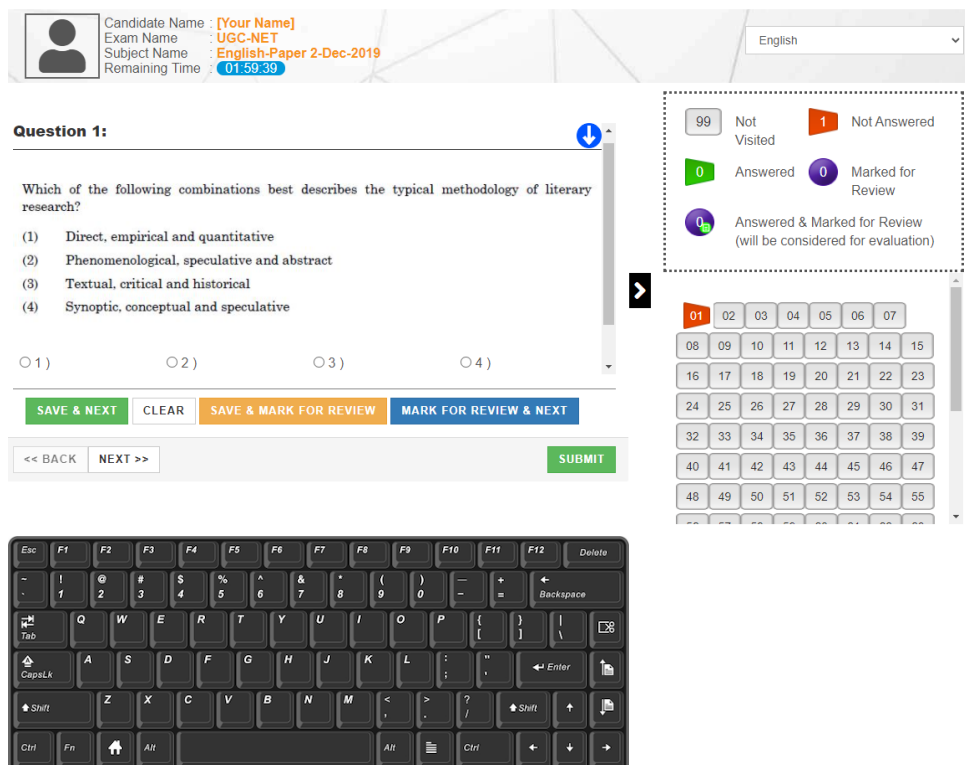 Candidate Name : [Your Name]
Exam Name : UGC-NET
Subject Name : English-Paper 2-Dec-2019
Remaining Time : 01:59:39
English
Question 1:
Which of the following combinations best describes the typical methodology of literary
research?
(1) Direct, empirical and quantitative
(2) Phenomenological, speculative and abstract
(3) Textual, critical and historical
(4) Synoptic, conceptual and speculative
1 )
2 )
3 )
4 )
SAVE & NEXT
CLEAR
SAVE & MARK FOR REVIEW
MARK FOR REVIEW & NEXT
<< BACK
NEXT >>
SUBMIT
99 Not
Visited
1 Not Answered
0 Answered
0 Marked for
Review
0 Answered & Marked for Review
(will be considered for evaluation)
01 02 03 04 05 06 07
08 09 10 11 12 13 14 15
16 17 18 19 20 21 22 23
24 25 26 27 28 29 30 31
32 33 34 35 36 37 38 39
40 41 42 43 44 45 46 47
48 49 50 51 52 53 54 55
Esc F1 F2 F3 F4 F5 F6 F7 F8 F9 F10 F11 F12 Delete
~ ! @ # $ % ^ & * ( ) — +
` 1 2 3 4 5 6 7 8 9 0 - = Backspace
Tab Q W E R T Y U I O P { [ } ] | \
CapsLk A S D F G H J K L : ; " ' Enter
Shift Z X C V B N M < , > . ? / Shift
Ctrl Fn Alt Alt Ctrl